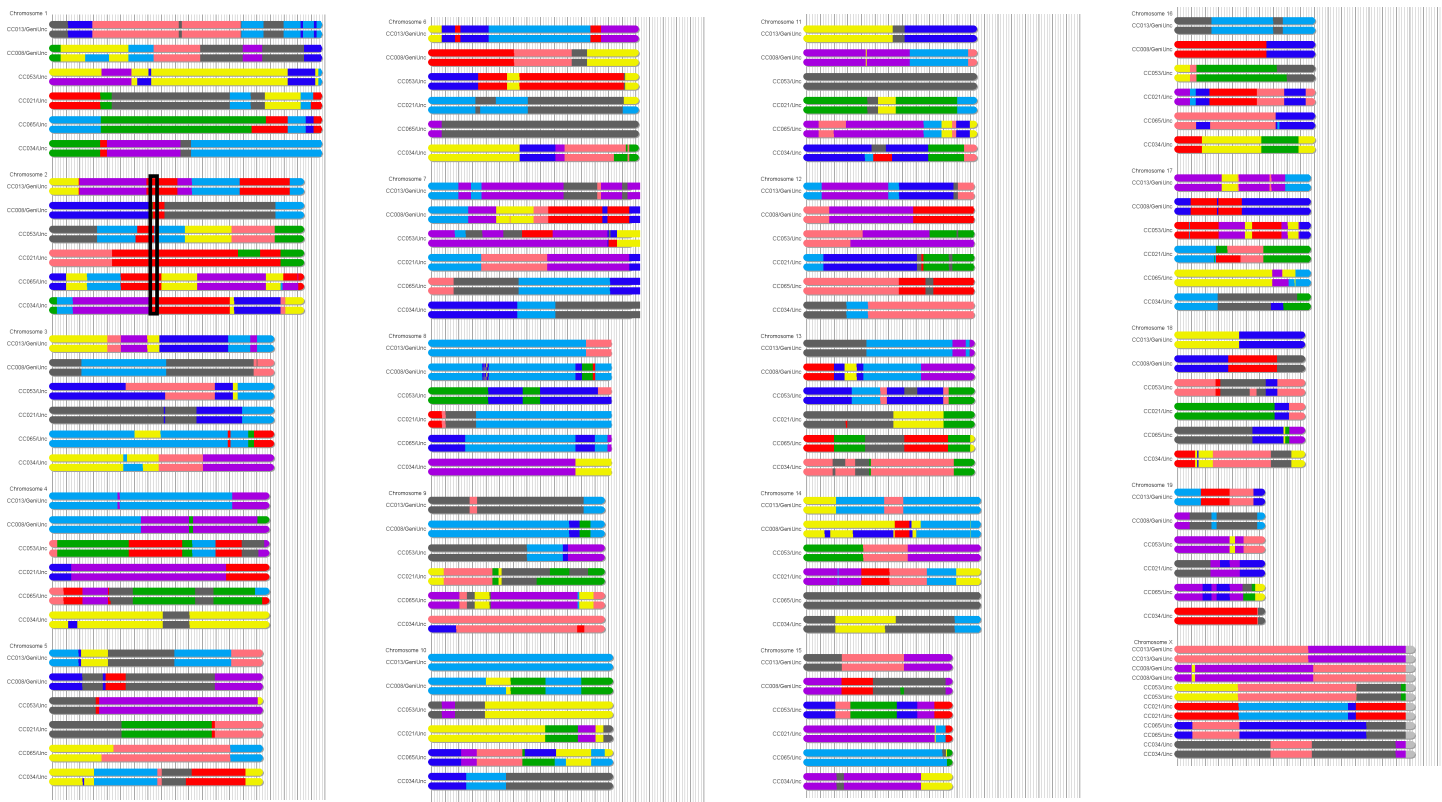 Chromosome 1
CC013/GeniUnc
CC008/GeniUnc
CC053/Unc
CC021/Unc
CC065/Unc
CC034/Unc
Chromosome 2
CC013/GeniUnc
CC008/GeniUnc
CC053/Unc
CC021/Unc
CC065/Unc
CC034/Unc
Chromosome 3
CC013/GeniUnc
CC008/GeniUnc
CC053/Unc
CC021/Unc
CC065/Unc
CC034/Unc
Chromosome 4
CC013/GeniUnc
CC008/GeniUnc
CC053/Unc
CC021/Unc
CC065/Unc
CC034/Unc
Chromosome 5
CC013/GeniUnc
CC008/GeniUnc
CC053/Unc
CC021/Unc
CC065/Unc
CC034/Unc
Chromosome 6
CC013/GeniUnc
CC008/GeniUnc
CC053/Unc
CC021/Unc
CC065/Unc
CC034/Unc
Chromosome 7
CC013/GeniUnc
CC008/GeniUnc
CC053/Unc
CC021/Unc
CC065/Unc
CC034/Unc
Chromosome 8
CC013/GeniUnc
CC008/GeniUnc
CC053/Unc
CC021/Unc
CC065/Unc
CC034/Unc
Chromosome 9
CC013/GeniUnc
CC008/GeniUnc
CC053/Unc
CC021/Unc
CC065/Unc
CC034/Unc
Chromosome 10
CC013/GeniUnc
CC008/GeniUnc
CC053/Unc
CC021/Unc
CC065/Unc
CC034/Unc
Chromosome 11
CC013/GeniUnc
CC008/GeniUnc
CC053/Unc
CC021/Unc
CC065/Unc
CC034/Unc
Chromosome 12
CC013/GeniUnc
CC008/GeniUnc
CC053/Unc
CC021/Unc
CC065/Unc
CC034/Unc
Chromosome 13
CC013/GeniUnc
CC008/GeniUnc
CC053/Unc
CC021/Unc
CC065/Unc
CC034/Unc
Chromosome 14
CC013/GeniUnc
CC008/GeniUnc
CC053/Unc
CC021/Unc
CC065/Unc
CC034/Unc
Chromosome 15
CC013/GeniUnc
CC008/GeniUnc
CC053/Unc
CC021/Unc
CC065/Unc
CC034/Unc
Chromosome 16
CC013/GeniUnc
CC008/GeniUnc
CC053/Unc
CC021/Unc
CC065/Unc
CC034/Unc
Chromosome 17
CC013/GeniUnc
CC008/GeniUnc
CC053/Unc
CC021/Unc
CC065/Unc
CC034/Unc
Chromosome 18
CC013/GeniUnc
CC008/GeniUnc
CC053/Unc
CC021/Unc
CC065/Unc
CC034/Unc
Chromosome 19
CC013/GeniUnc
CC008/GeniUnc
CC053/Unc
CC021/Unc
CC065/Unc
CC034/Unc
Chromosome X
CC013/GeniUnc
CC013/GeniUnc
CC008/GeniUnc
CC008/GeniUnc
CC053/Unc
CC053/Unc
CC021/Unc
CC021/Unc
CC065/Unc
CC065/Unc
CC034/Unc
CC034/Unc